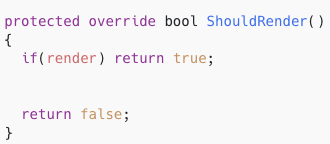 protected override bool ShouldRender()
{
  if(render) return true;
  return false;
}